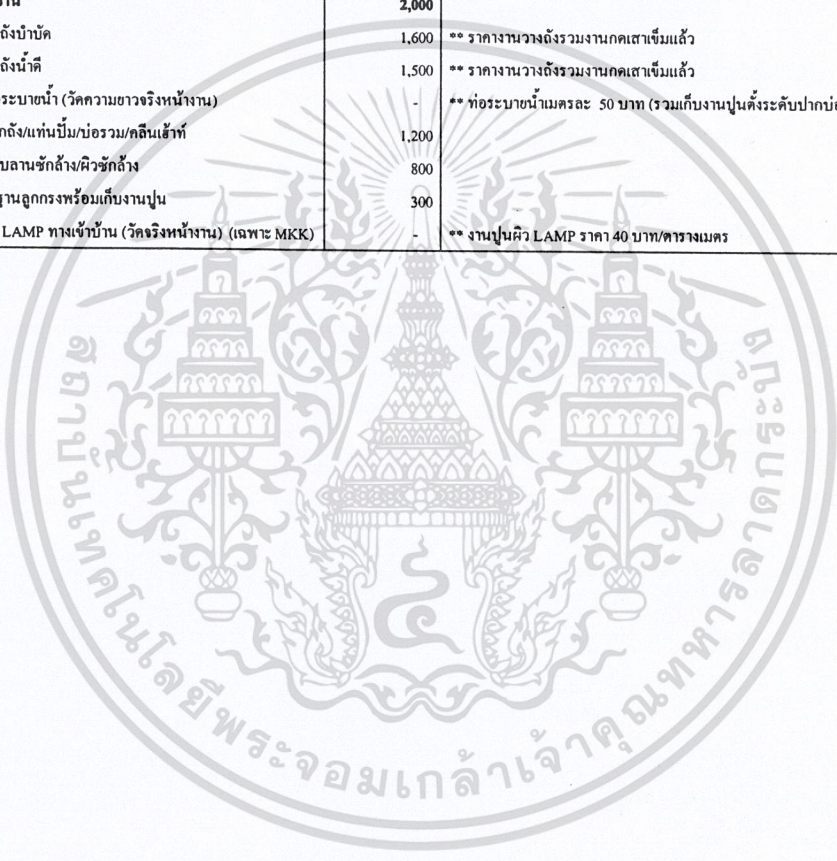 2,000
ถังบำบัด 1,600 ** ราคางานวางถังรวมงานกดเสาเข็มแล้ว
ถังน้ำดี 1,500 ** ราคางานวางถังรวมงานกดเสาเข็มแล้ว
ระบายน้ำ (วัดความยาวจริงหน้างาน) - ** ท่อระบายน้ำเมตรละ 50 บาท (รวมเก็บงานปูนตั้งระดับปากบ่อ
กถัง/แท่นปั๊ม/บ่อรวม/คลีนเฮ้าท์ 1,200
บลานซักล้าง/ผิวซักล้าง 800
ฐานลูกกรงพร้อมเก็บงานปูน 300
LAMP ทางเข้าบ้าน (วัดจริงหน้างาน) (เฉพาะ MKK) - ** งานปูนผิว LAMP ราคา 40 บาท/ตารางเมตร
สถาบันเทคโนโลยีพระจอมเกล้าเจ้าคุณทหารลาดกระบัง